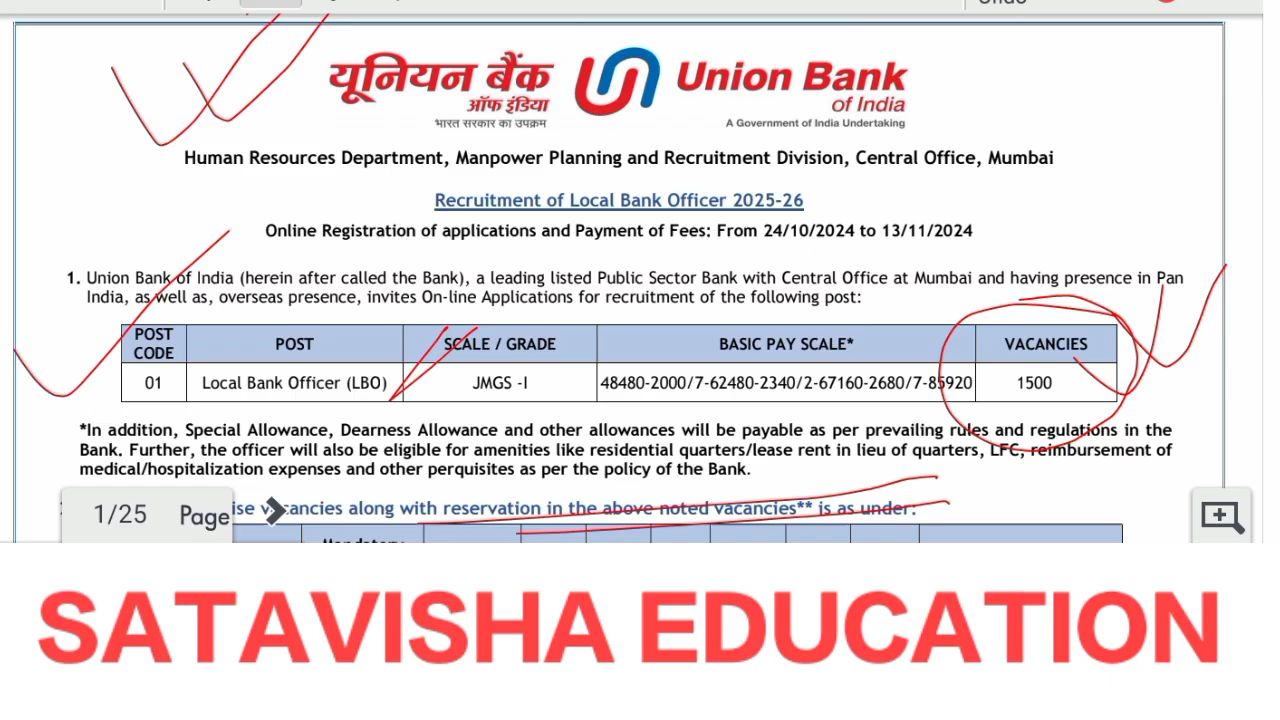 यूनियन बैंक
ऑफ इंडिया
भारत सरकार का उपक्रम
Union Bank
of India
A Government of India Undertaking
Human Resources Department, Manpower Planning and Recruitment Division, Central Office, Mumbai
Recruitment of Local Bank Officer 2025-26
Online Registration of applications and Payment of Fees: From 24/10/2024 to 13/11/2024
1. Union Bank of India (herein after called the Bank), a leading listed Public Sector Bank with Central Office at Mumbai and having presence in Pan
India, as well as, overseas presence, invites On-line Applications for recruitment of the following post:
POST CODE POST SCALE / GRADE BASIC PAY SCALE* VACANCIES
01 Local Bank Officer (LBO) JMGS -I 48480-2000/7-62480-2340/2-67160-2680/7-85920 1500
*In addition, Special Allowance, Dearness Allowance and other allowances will be payable as per prevailing rules and regulations in the
Bank. Further, the officer will also be eligible for amenities like residential quarters/lease rent in lieu of quarters, LFC, reimbursement of
medical/hospitalization expenses and other perquisites as per the policy of the Bank.
ise vacancies along with reservation in the above noted vacancies** is as under:
1/25 Page
SATAVISHA EDUCATION